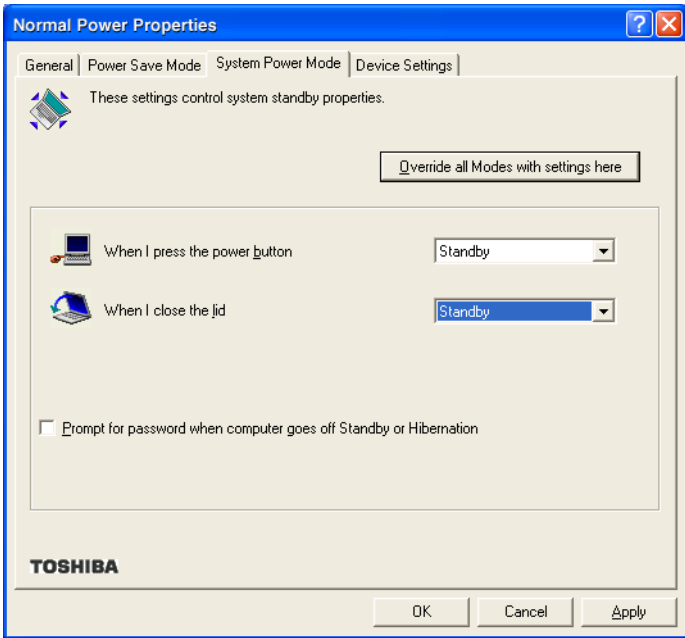 Normal Power Properties
General Power Save Mode System Power Mode Device Settings
These settings control system standby properties.
Override all Modes with settings here
When I press the power button Standby
When I close the lid Standby
Prompt for password when computer goes off Standby or Hibernation
TOSHIBA
OK Cancel Apply